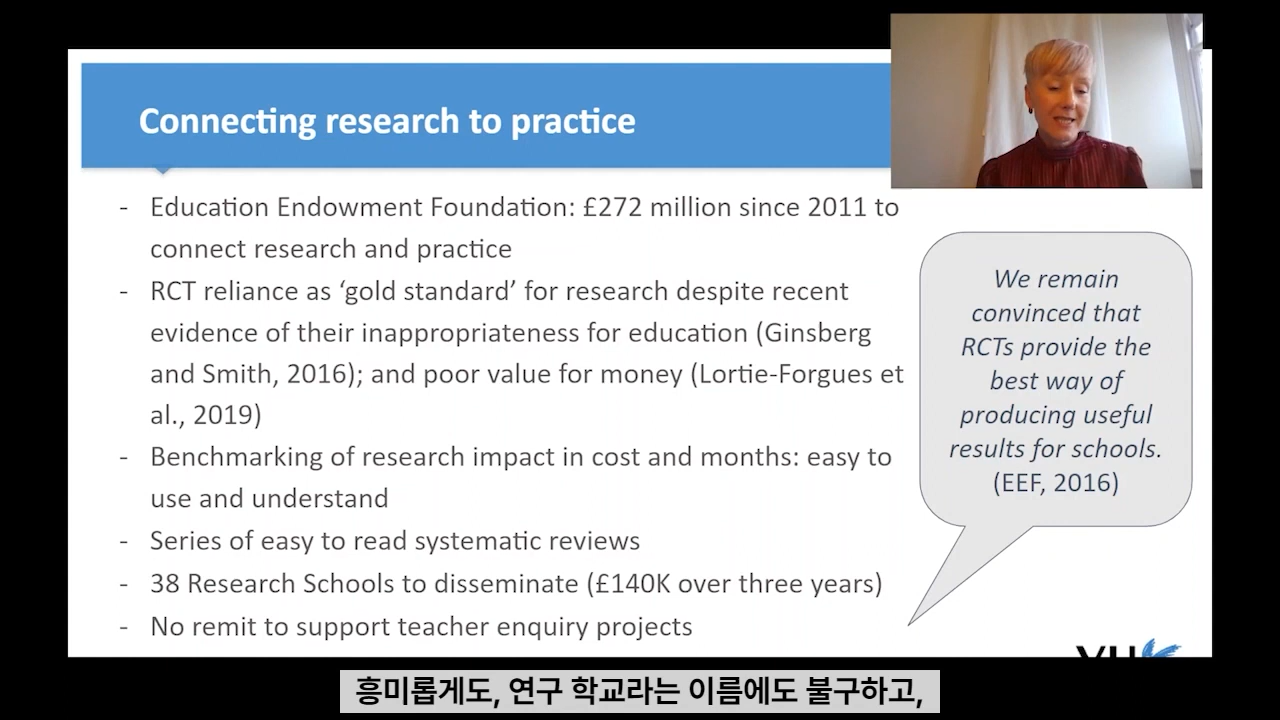 Connecting research to practice
- Education Endowment Foundation: £272 million since 2011 to
connect research and practice
- RCT reliance as ‘gold standard’ for research despite recent
evidence of their inappropriateness for education (Ginsberg
and Smith, 2016); and poor value for money (Lortie-Forgues et
al., 2019)
- Benchmarking of research impact in cost and months: easy to
use and understand
- Series of easy to read systematic reviews
- 38 Research Schools to disseminate (£140K over three years)
- No remit to support teacher enquiry projects
We remain
convinced that
RCTs provide the
best way of
producing useful
results for schools.
(EEF, 2016)
흥미롭게도, 연구 학교라는 이름에도 불구하고,